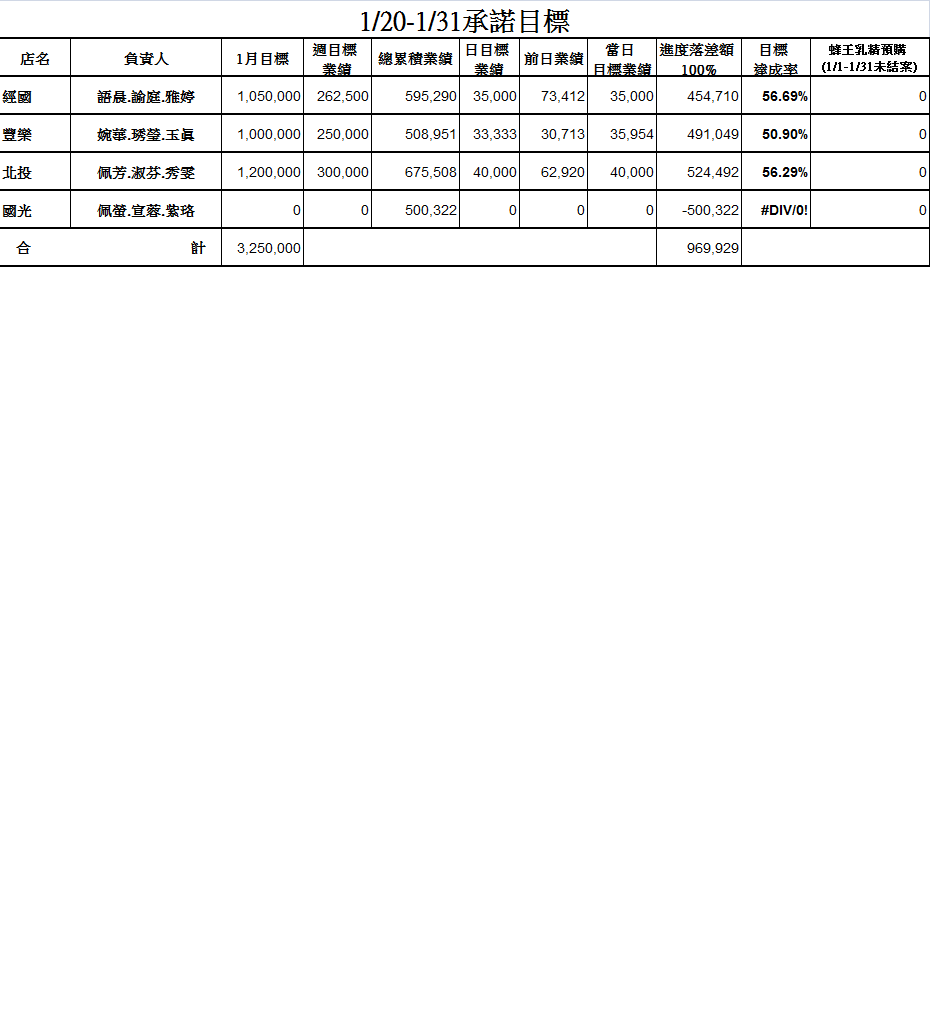 1/20-1/31承諾目標
店名 負責人 1月目標 週目標業績 總累積業績 日目標業績 前日業績 當日目標業績 進度落差額100% 目標達成率 蜂王乳精預購(1/1-1/31未結案)
經國 語晨.諭庭.雅婷 1,050,000 262,500 595,290 35,000 73,412 35,000 454,710 56.69% 0
豐樂 婉華.琇瑩.玉眞 1,000,000 250,000 508,951 33,333 30,713 35,954 491,049 50.90% 0
北投 佩芳.淑芬.秀雯 1,200,000 300,000 675,508 40,000 62,920 40,000 524,492 56.29% 0
國光 佩螢.宣蓉.紫珞 0 0 500,322 0 0 0 -500,322 #DIV/0! 0
合 計 3,250,000 969,929